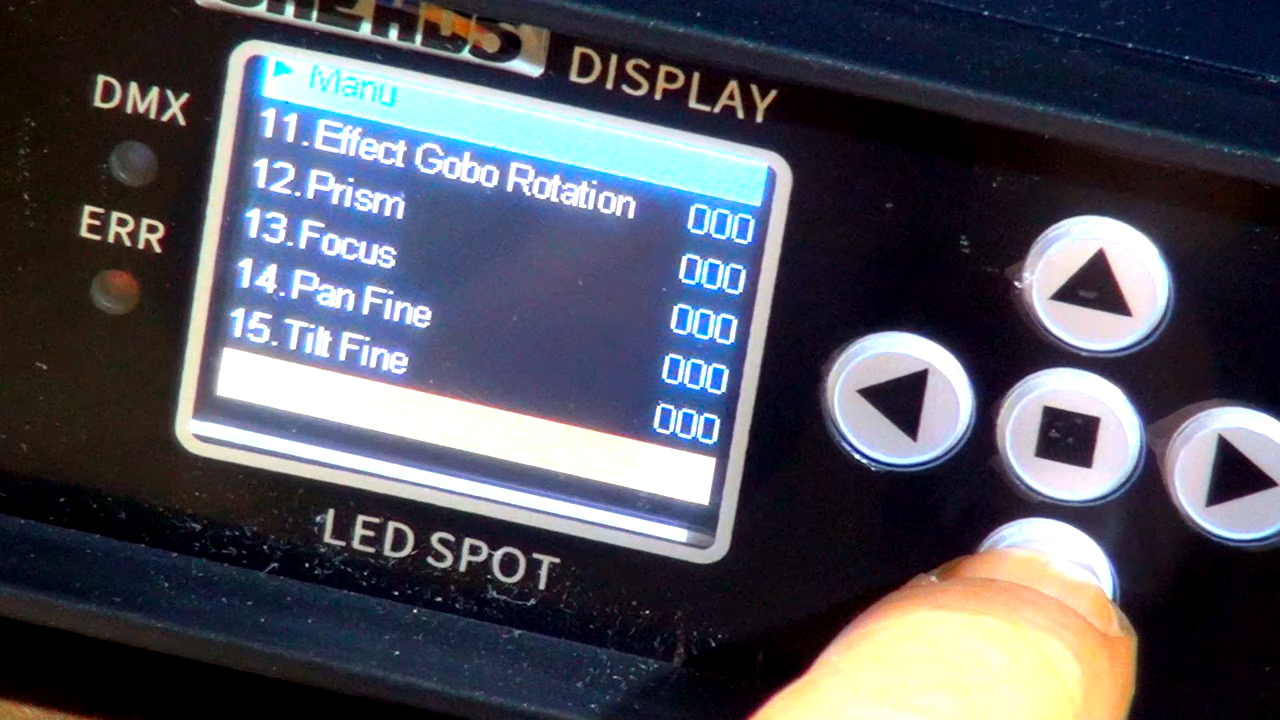 DISPLAY
DMX
ERR
Manu
11.Effect Gobo Rotation 000
12.Prism 000
13.Focus 000
14.Pan Fine 000
15.Tilt Fine 000
LED SPOT